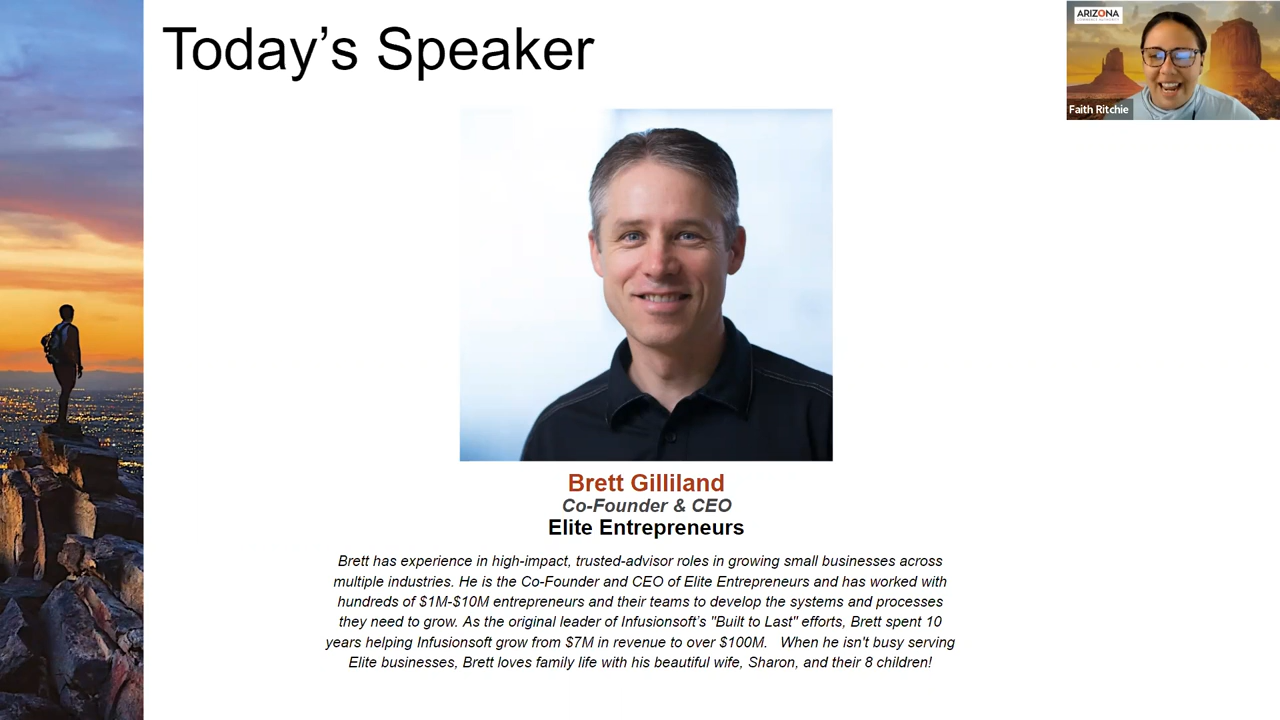 Today's Speaker
ARIZONA
COMMERCE AUTHORITY
Faith Ritchie
Brett Gilliland
Co-Founder & CEO
Elite Entrepreneurs
Brett has experience in high-impact, trusted-advisor roles in growing small businesses across
multiple industries. He is the Co-Founder and CEO of Elite Entrepreneurs and has worked with
hundreds of $1M-$10M entrepreneurs and their teams to develop the systems and processes
they need to grow. As the original leader of Infusionsoft's "Built to Last" efforts, Brett spent 10
years helping Infusionsoft grow from $7M in revenue to over $100M. When he isn't busy serving
Elite businesses, Brett loves family life with his beautiful wife, Sharon, and their 8 children!